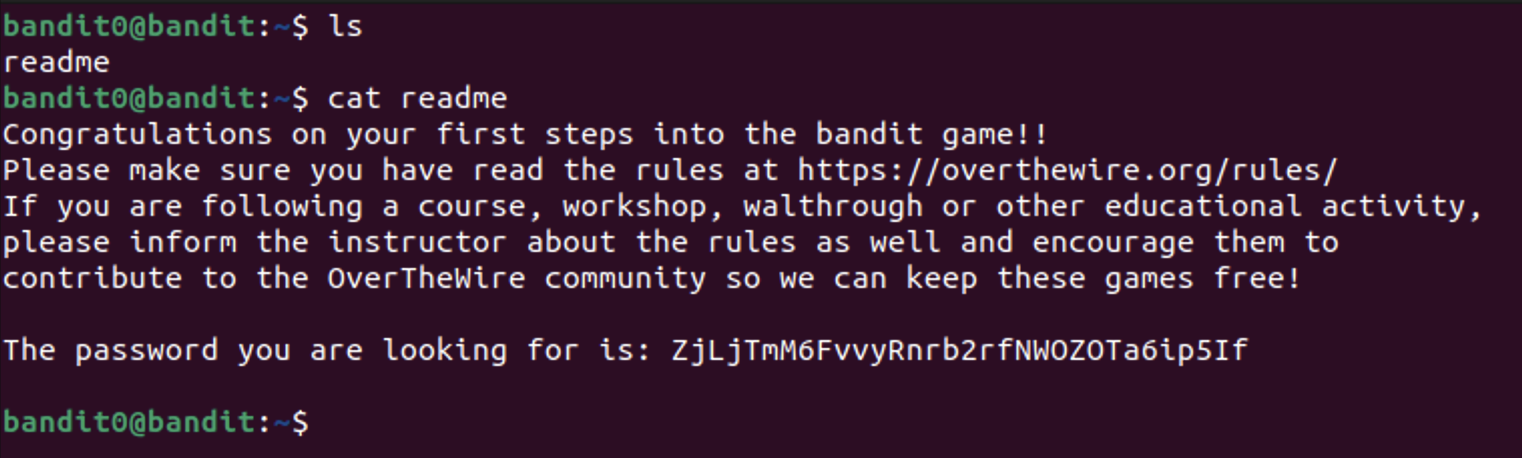 bandit0@bandit:~$ ls
readme
bandit0@bandit:~$ cat readme
Congratulations on your first steps into the bandit game!!
Please make sure you have read the rules at https://overthewire.org/rules/
If you are following a course, workshop, walthrough or other educational activity,
please inform the instructor about the rules as well and encourage them to
contribute to the OverTheWire community so we can keep these games free!
The password you are looking for is: ZjLjTmM6FvvyRnrb2rfNWOZOTa6ip5If
bandit0@bandit:~$